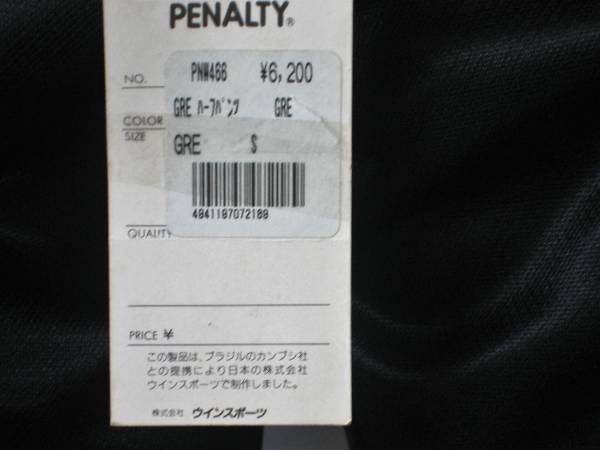 PENALTY®
NO. PNW466 ¥6,200
GRE ﾊｰﾌﾊﾟﾝﾂ GRE
COLOR
SIZE
GRE S
4941197072189
QUALITY
PRICE ¥
この製品は、ブラジルのカンブシ社
との提携により日本の株式会社
ウインスポーツで制作しました。
株式会社 ウインスポーツ